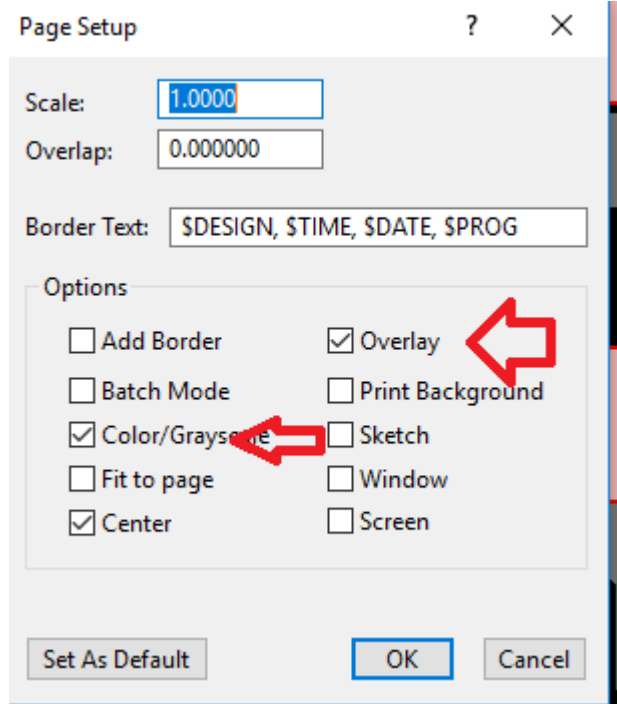 Page Setup ? ×
Scale: 1.0000
Overlap: 0.000000
Border Text: $DESIGN, $TIME, $DATE, $PROG
Options
Add Border Overlay
Batch Mode Print Background
Color/Grayscale Sketch
Fit to page Window
Center Screen
Set As Default OK Cancel